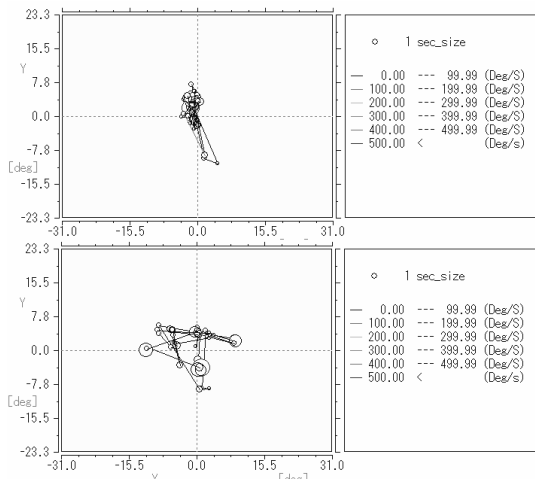 23.3
15.5
Y
7.8
0.0
-7.8
[deg]
-15.5
-23.3
-31.0 -15.5 0.0 15.5 31.0
1 sec_size
0.00 --- 99.99 (Deg/S)
100.00 --- 199.99 (Deg/S)
200.00 --- 299.99 (Deg/S)
300.00 --- 399.99 (Deg/S)
400.00 --- 499.99 (Deg/S)
500.00 < (Deg/s)
23.3
15.5
Y
7.8
0.0
-7.8
[deg]
-15.5
-23.3
-31.0 -15.5 0.0 15.5 31.0
1 sec_size
0.00 --- 99.99 (Deg/S)
100.00 --- 199.99 (Deg/S)
200.00 --- 299.99 (Deg/S)
300.00 --- 399.99 (Deg/S)
400.00 --- 499.99 (Deg/S)
500.00 < (Deg/s)